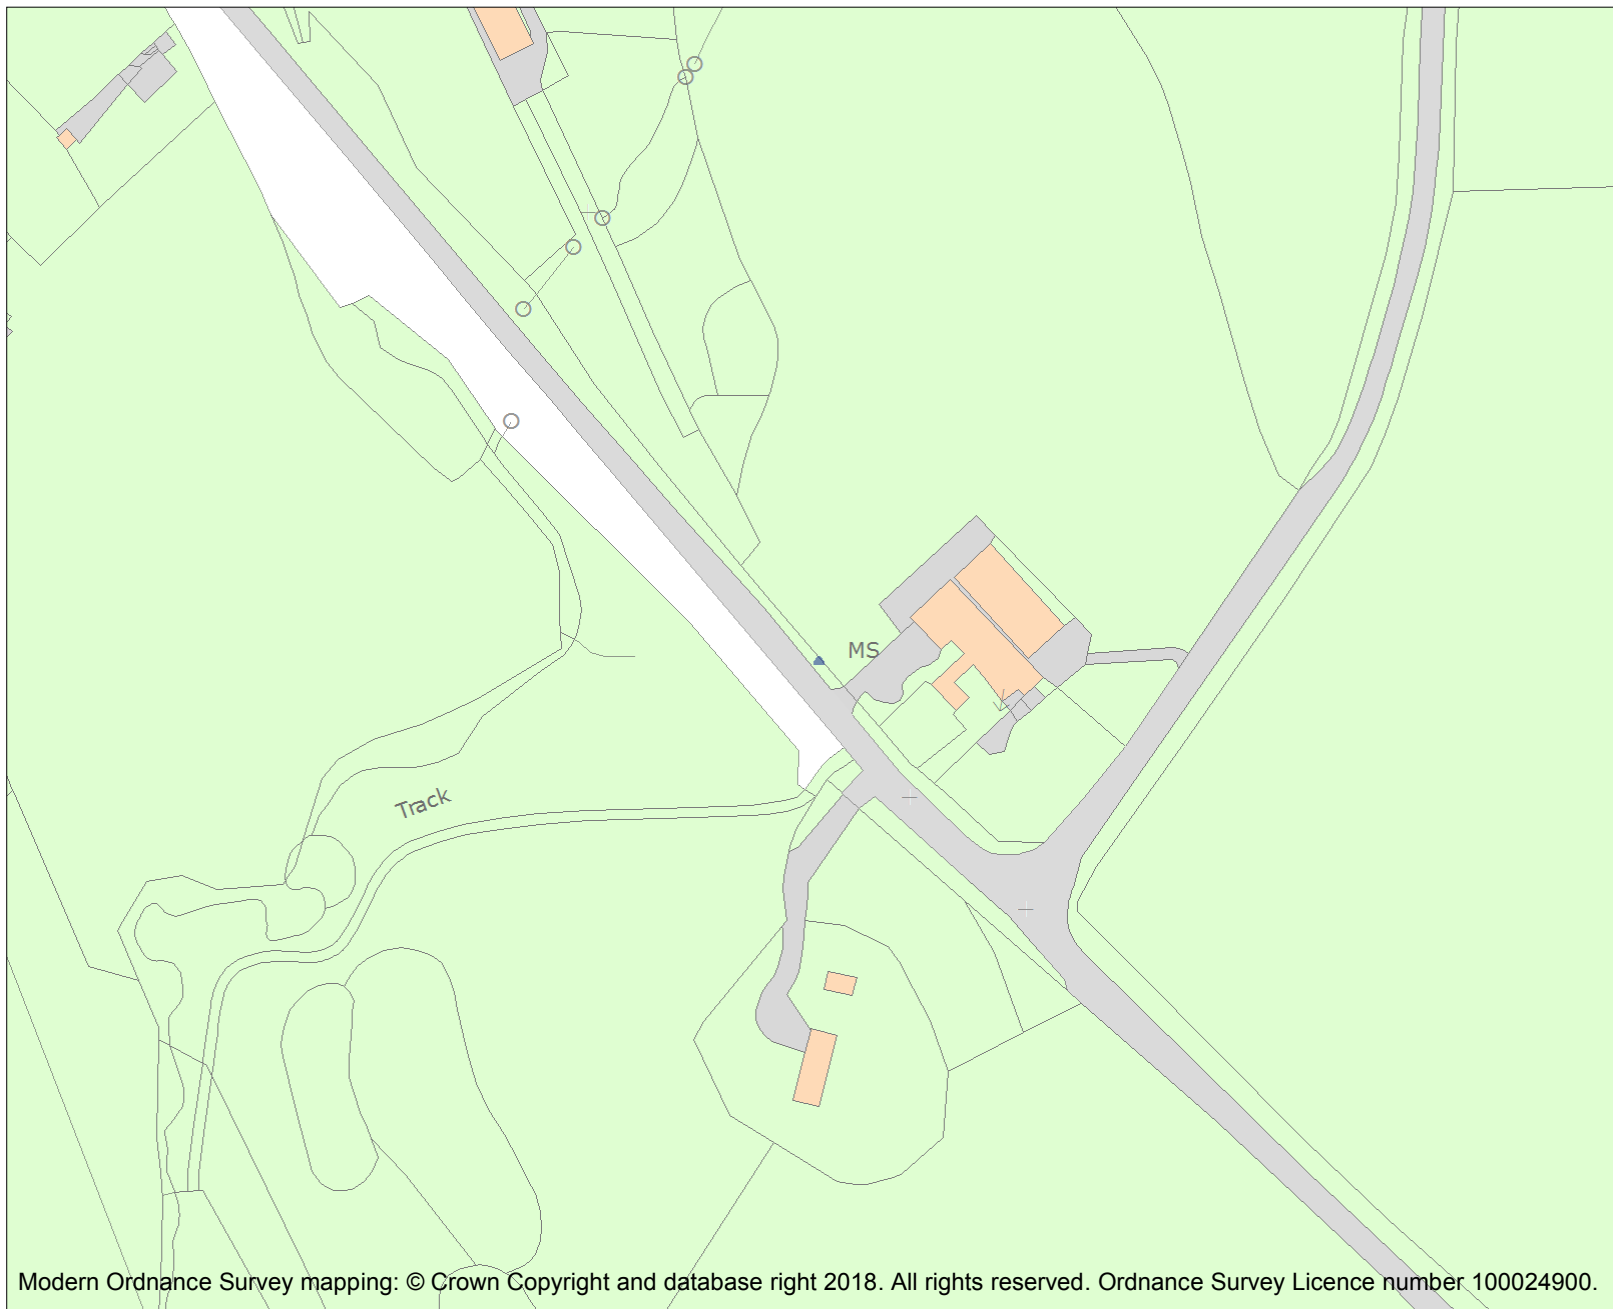 MS
Track
Modern Ordnance Survey mapping: © Crown Copyright and database right 2018. All rights reserved. Ordnance Survey Licence number 100024900.